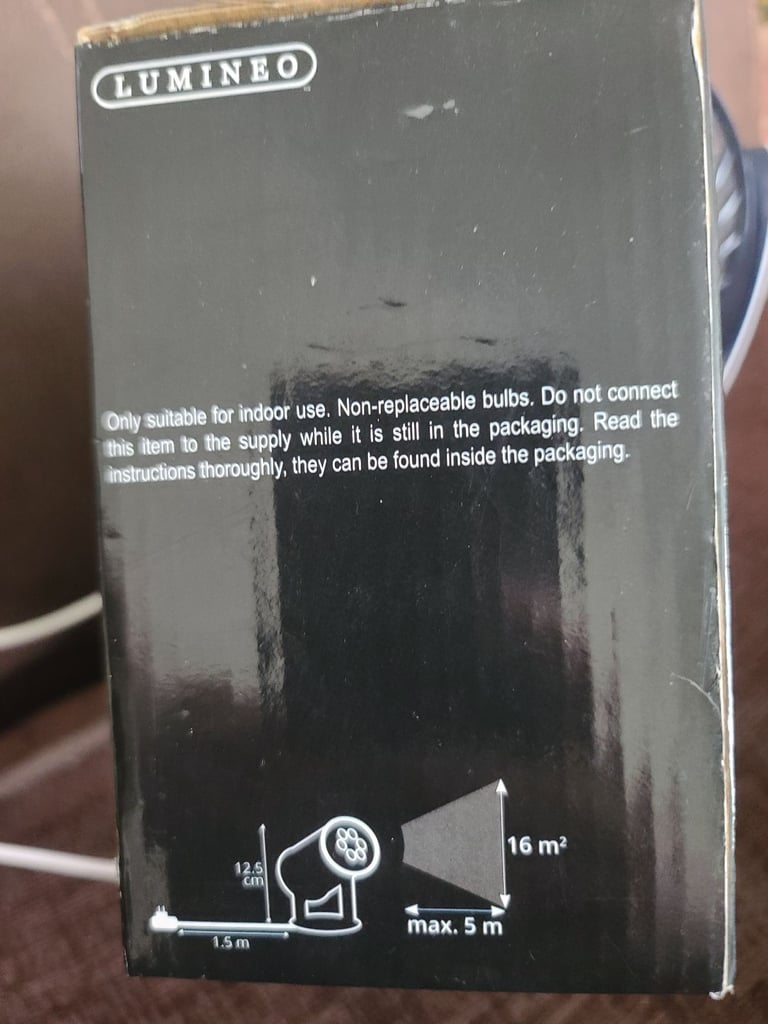 LUMINEO
Only suitable for indoor use. Non-replaceable bulbs. Do not connect
this item to the supply while it is still in the packaging. Read the
instructions thoroughly, they can be found inside the packaging.
12.5
cm
16 m²
max. 5 m
1.5 m